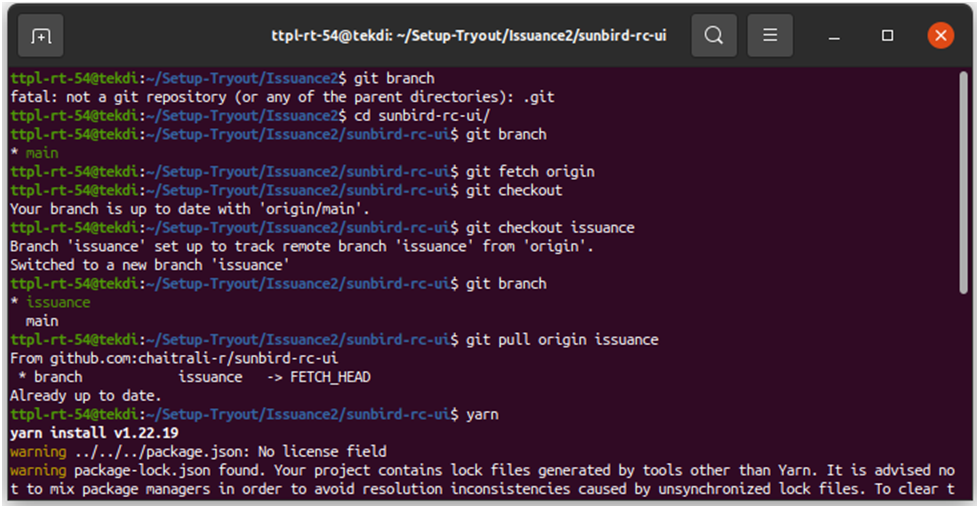 ttpl-rt-54@tekdi: ~/Setup-Tryout/Issuance2/sunbird-rc-ui
ttpl-rt-54@tekdi:~/Setup-Tryout/Issuance2$ git branch
fatal: not a git repository (or any of the parent directories): .git
ttpl-rt-54@tekdi:~/Setup-Tryout/Issuance2$ cd sunbird-rc-ui/
ttpl-rt-54@tekdi:~/Setup-Tryout/Issuance2/sunbird-rc-ui$ git branch
* main
ttpl-rt-54@tekdi:~/Setup-Tryout/Issuance2/sunbird-rc-ui$ git fetch origin
ttpl-rt-54@tekdi:~/Setup-Tryout/Issuance2/sunbird-rc-ui$ git checkout
Your branch is up to date with 'origin/main'.
ttpl-rt-54@tekdi:~/Setup-Tryout/Issuance2/sunbird-rc-ui$ git checkout issuance
Branch 'issuance' set up to track remote branch 'issuance' from 'origin'.
Switched to a new branch 'issuance'
ttpl-rt-54@tekdi:~/Setup-Tryout/Issuance2/sunbird-rc-ui$ git branch
* issuance
  main
ttpl-rt-54@tekdi:~/Setup-Tryout/Issuance2/sunbird-rc-ui$ git pull origin issuance
From github.com:chaitrali-r/sunbird-rc-ui
 * branch            issuance   -> FETCH_HEAD
Already up to date.
ttpl-rt-54@tekdi:~/Setup-Tryout/Issuance2/sunbird-rc-ui$ yarn
yarn install v1.22.19
warning ../../../package.json: No license field
warning package-lock.json found. Your project contains lock files generated by tools other than Yarn. It is advised no
t to mix package managers in order to avoid resolution inconsistencies caused by unsynchronized lock files. To clear t